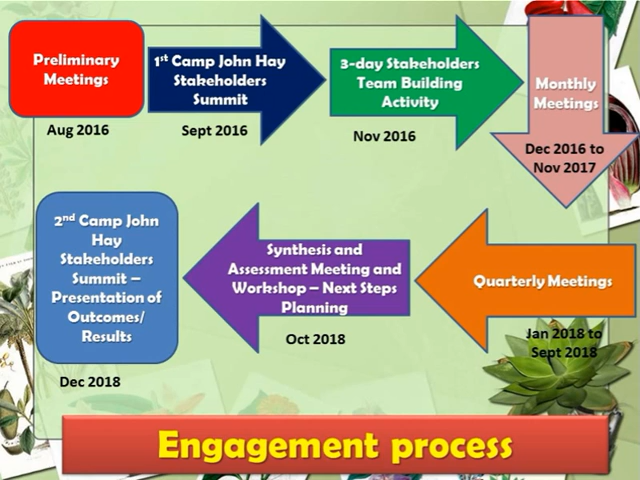 Preliminary
Meetings
Aug 2016
1st Camp John Hay
Stakeholders
Summit
Sept 2016
3-day Stakeholders
Team Building
Activity
Nov 2016
Monthly
Meetings
Dec 2016 to
Nov 2017
Quarterly Meetings
Jan 2018 to
Sept 2018
Synthesis and
Assessment Meeting and
Workshop – Next Steps
Planning
Oct 2018
2nd Camp John
Hay
Stakeholders
Summit –
Presentation of
Outcomes/
Results
Dec 2018
Engagement process